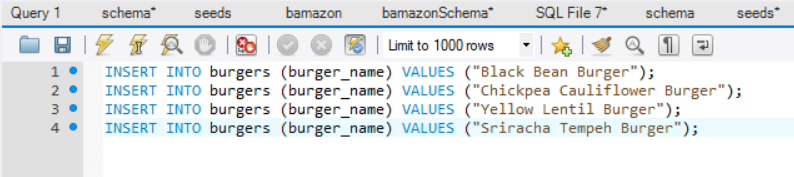 Query 1 schema* seeds bamazon bamazonSchema* SQL File 7* schema seeds*
Limit to 1000 rows
1 INSERT INTO burgers (burger_name) VALUES ("Black Bean Burger");
2 INSERT INTO burgers (burger_name) VALUES ("Chickpea Cauliflower Burger");
3 INSERT INTO burgers (burger_name) VALUES ("Yellow Lentil Burger");
4 INSERT INTO burgers (burger_name) VALUES ("Sriracha Tempeh Burger");